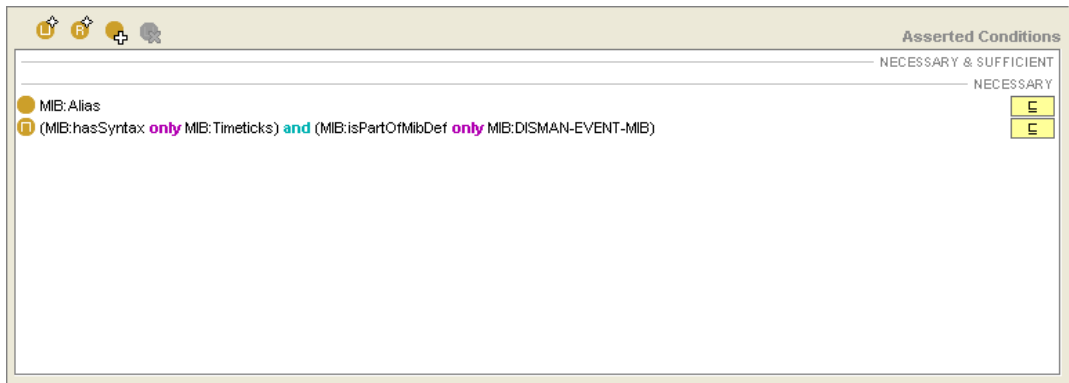 Asserted Conditions
NECESSARY & SUFFICIENT
NECESSARY
MIB:Alias ⊑
(MIB:hasSyntax only MIB:Timeticks) and (MIB:isPartOfMibDef only MIB:DISMAN-EVENT-MIB) ⊑